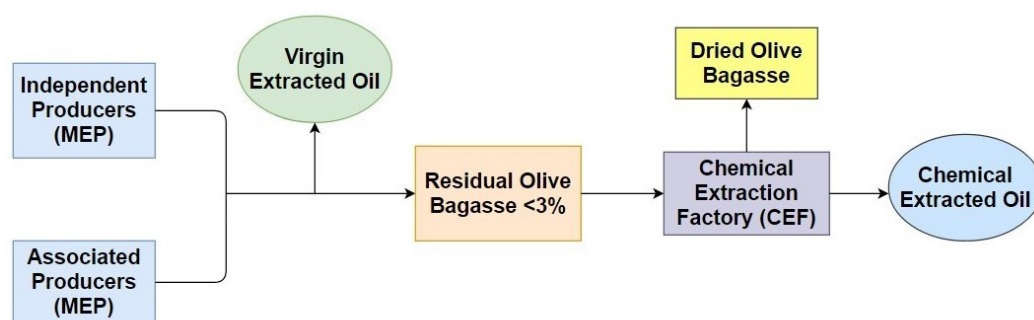 Independent
Producers
(MEP)
Virgin
Extracted Oil
Associated
Producers
(MEP)
Residual Olive
Bagasse <3%
Dried Olive
Bagasse
Chemical
Extraction
Factory (CEF)
Chemical
Extracted Oil